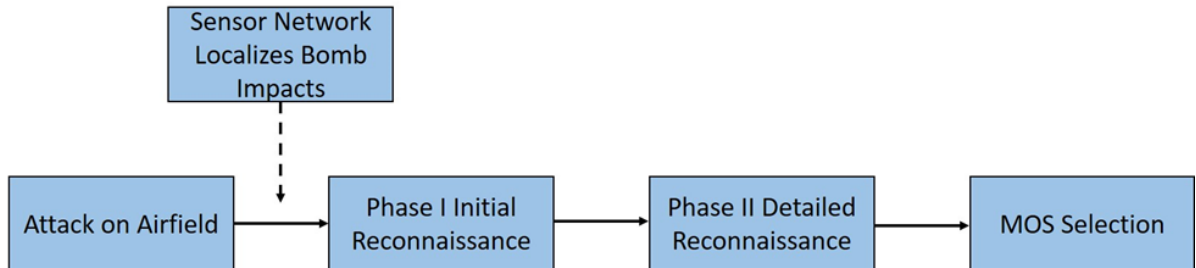 Sensor Network
Localizes Bomb
Impacts
Attack on Airfield
Phase I Initial
Reconnaissance
Phase II Detailed
Reconnaissance
MOS Selection